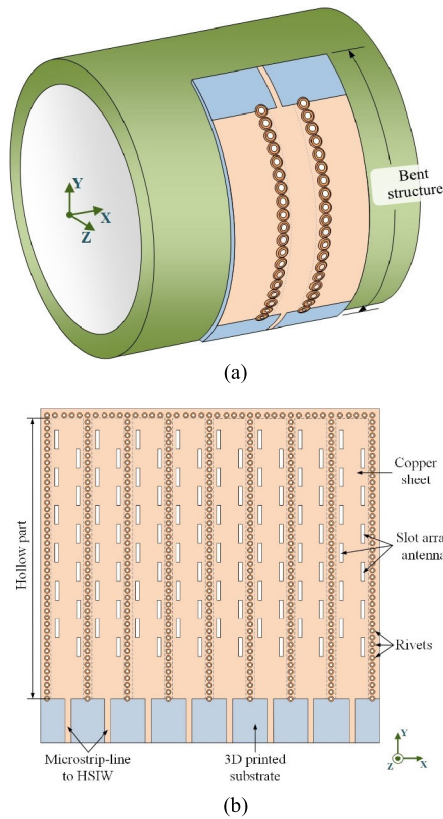 Y
X
Z
Bent
structure
(a)
Hollow part
Copper
sheet
Slot arra
antenna
Rivets
Microstrip-line
to HSIW
3D printed
substrate
Y
Z
X
(b)